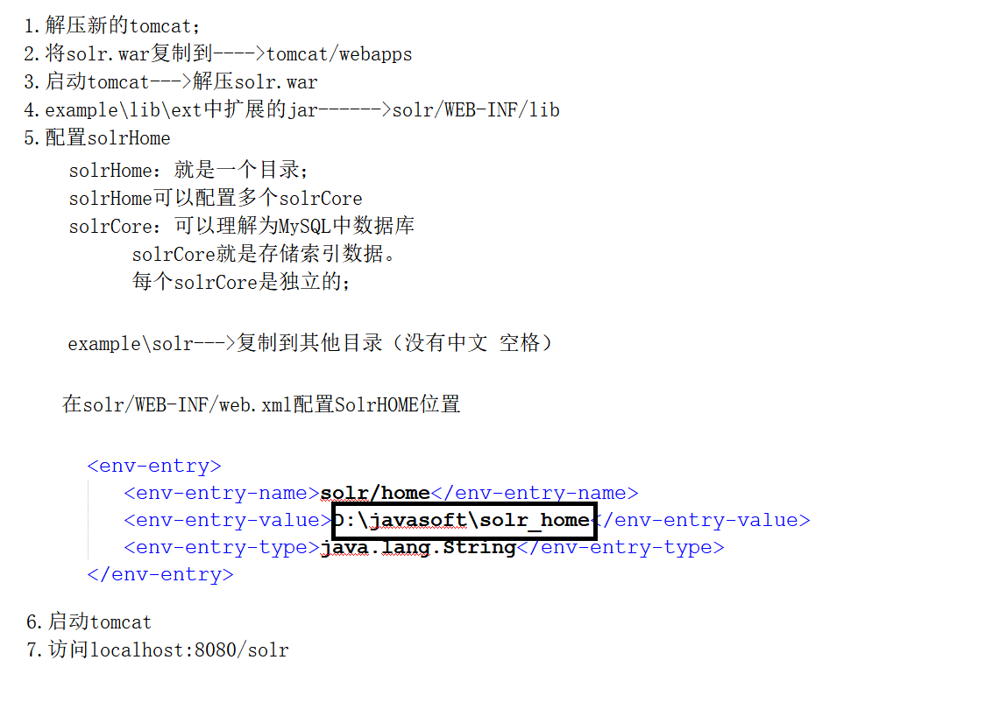 1.解压新的tomcat；
2.将solr.war复制到---->tomcat/webapps
3.启动tomcat--->解压solr.war
4.example\lib\ext中扩展的jar------>solr/WEB-INF/lib
5.配置solrHome
solrHome：就是一个目录；
solrHome可以配置多个solrCore
solrCore：可以理解为MySQL中数据库
solrCore就是存储索引数据。
每个solrCore是独立的；
example\solr--->复制到其他目录（没有中文 空格）
在solr/WEB-INF/web.xml配置SolrHOME位置
<env-entry>
<env-entry-name>solr/home</env-entry-name>
<env-entry-value>D:\javasoft\solr_home</env-entry-value>
<env-entry-type>java.lang.String</env-entry-type>
</env-entry>
6.启动tomcat
7.访问localhost:8080/solr